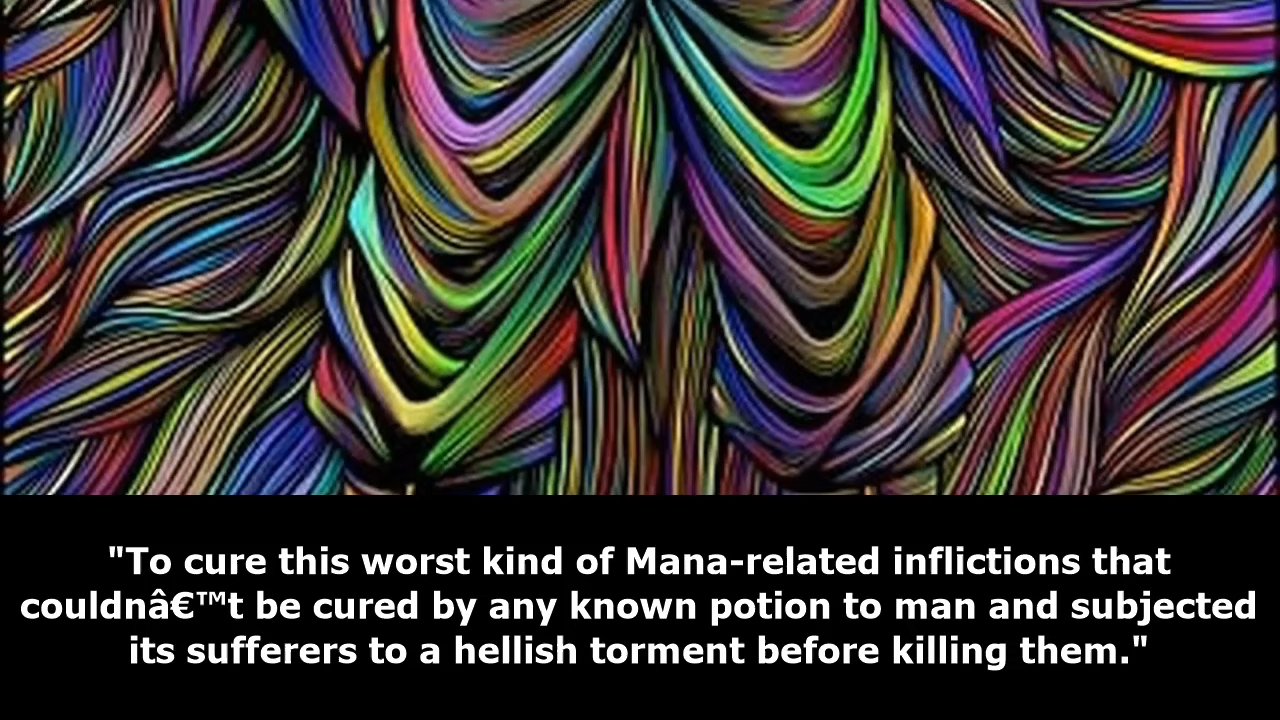 "To cure this worst kind of Mana-related inflictions that
couldnâ€™t be cured by any known potion to man and subjected
its sufferers to a hellish torment before killing them."